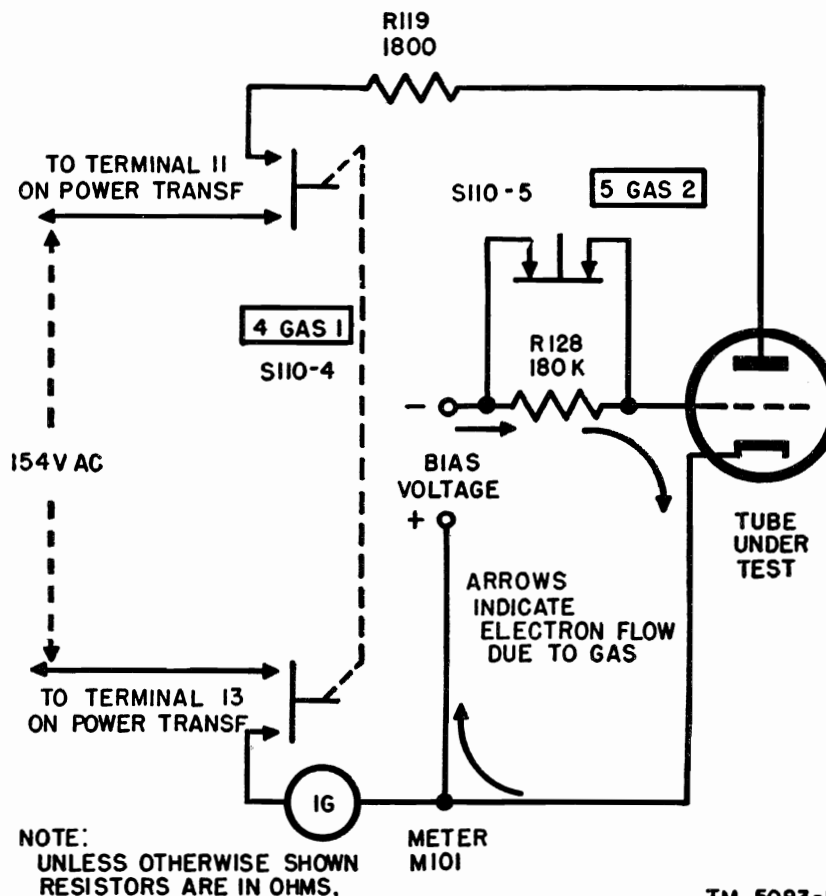 R119
1800
TO TERMINAL 11
ON POWER TRANSF
S110-5
5 GAS 2
4 GAS 1
S110-4
R128
180 K
-
154V AC
BIAS
VOLTAGE
+
TUBE
UNDER
TEST
ARROWS
INDICATE
ELECTRON FLOW
DUE TO GAS
TO TERMINAL 13
ON POWER TRANSF
IG
METER
M101
NOTE:
UNLESS OTHERWISE SHOWN
RESISTORS ARE IN OHMS.